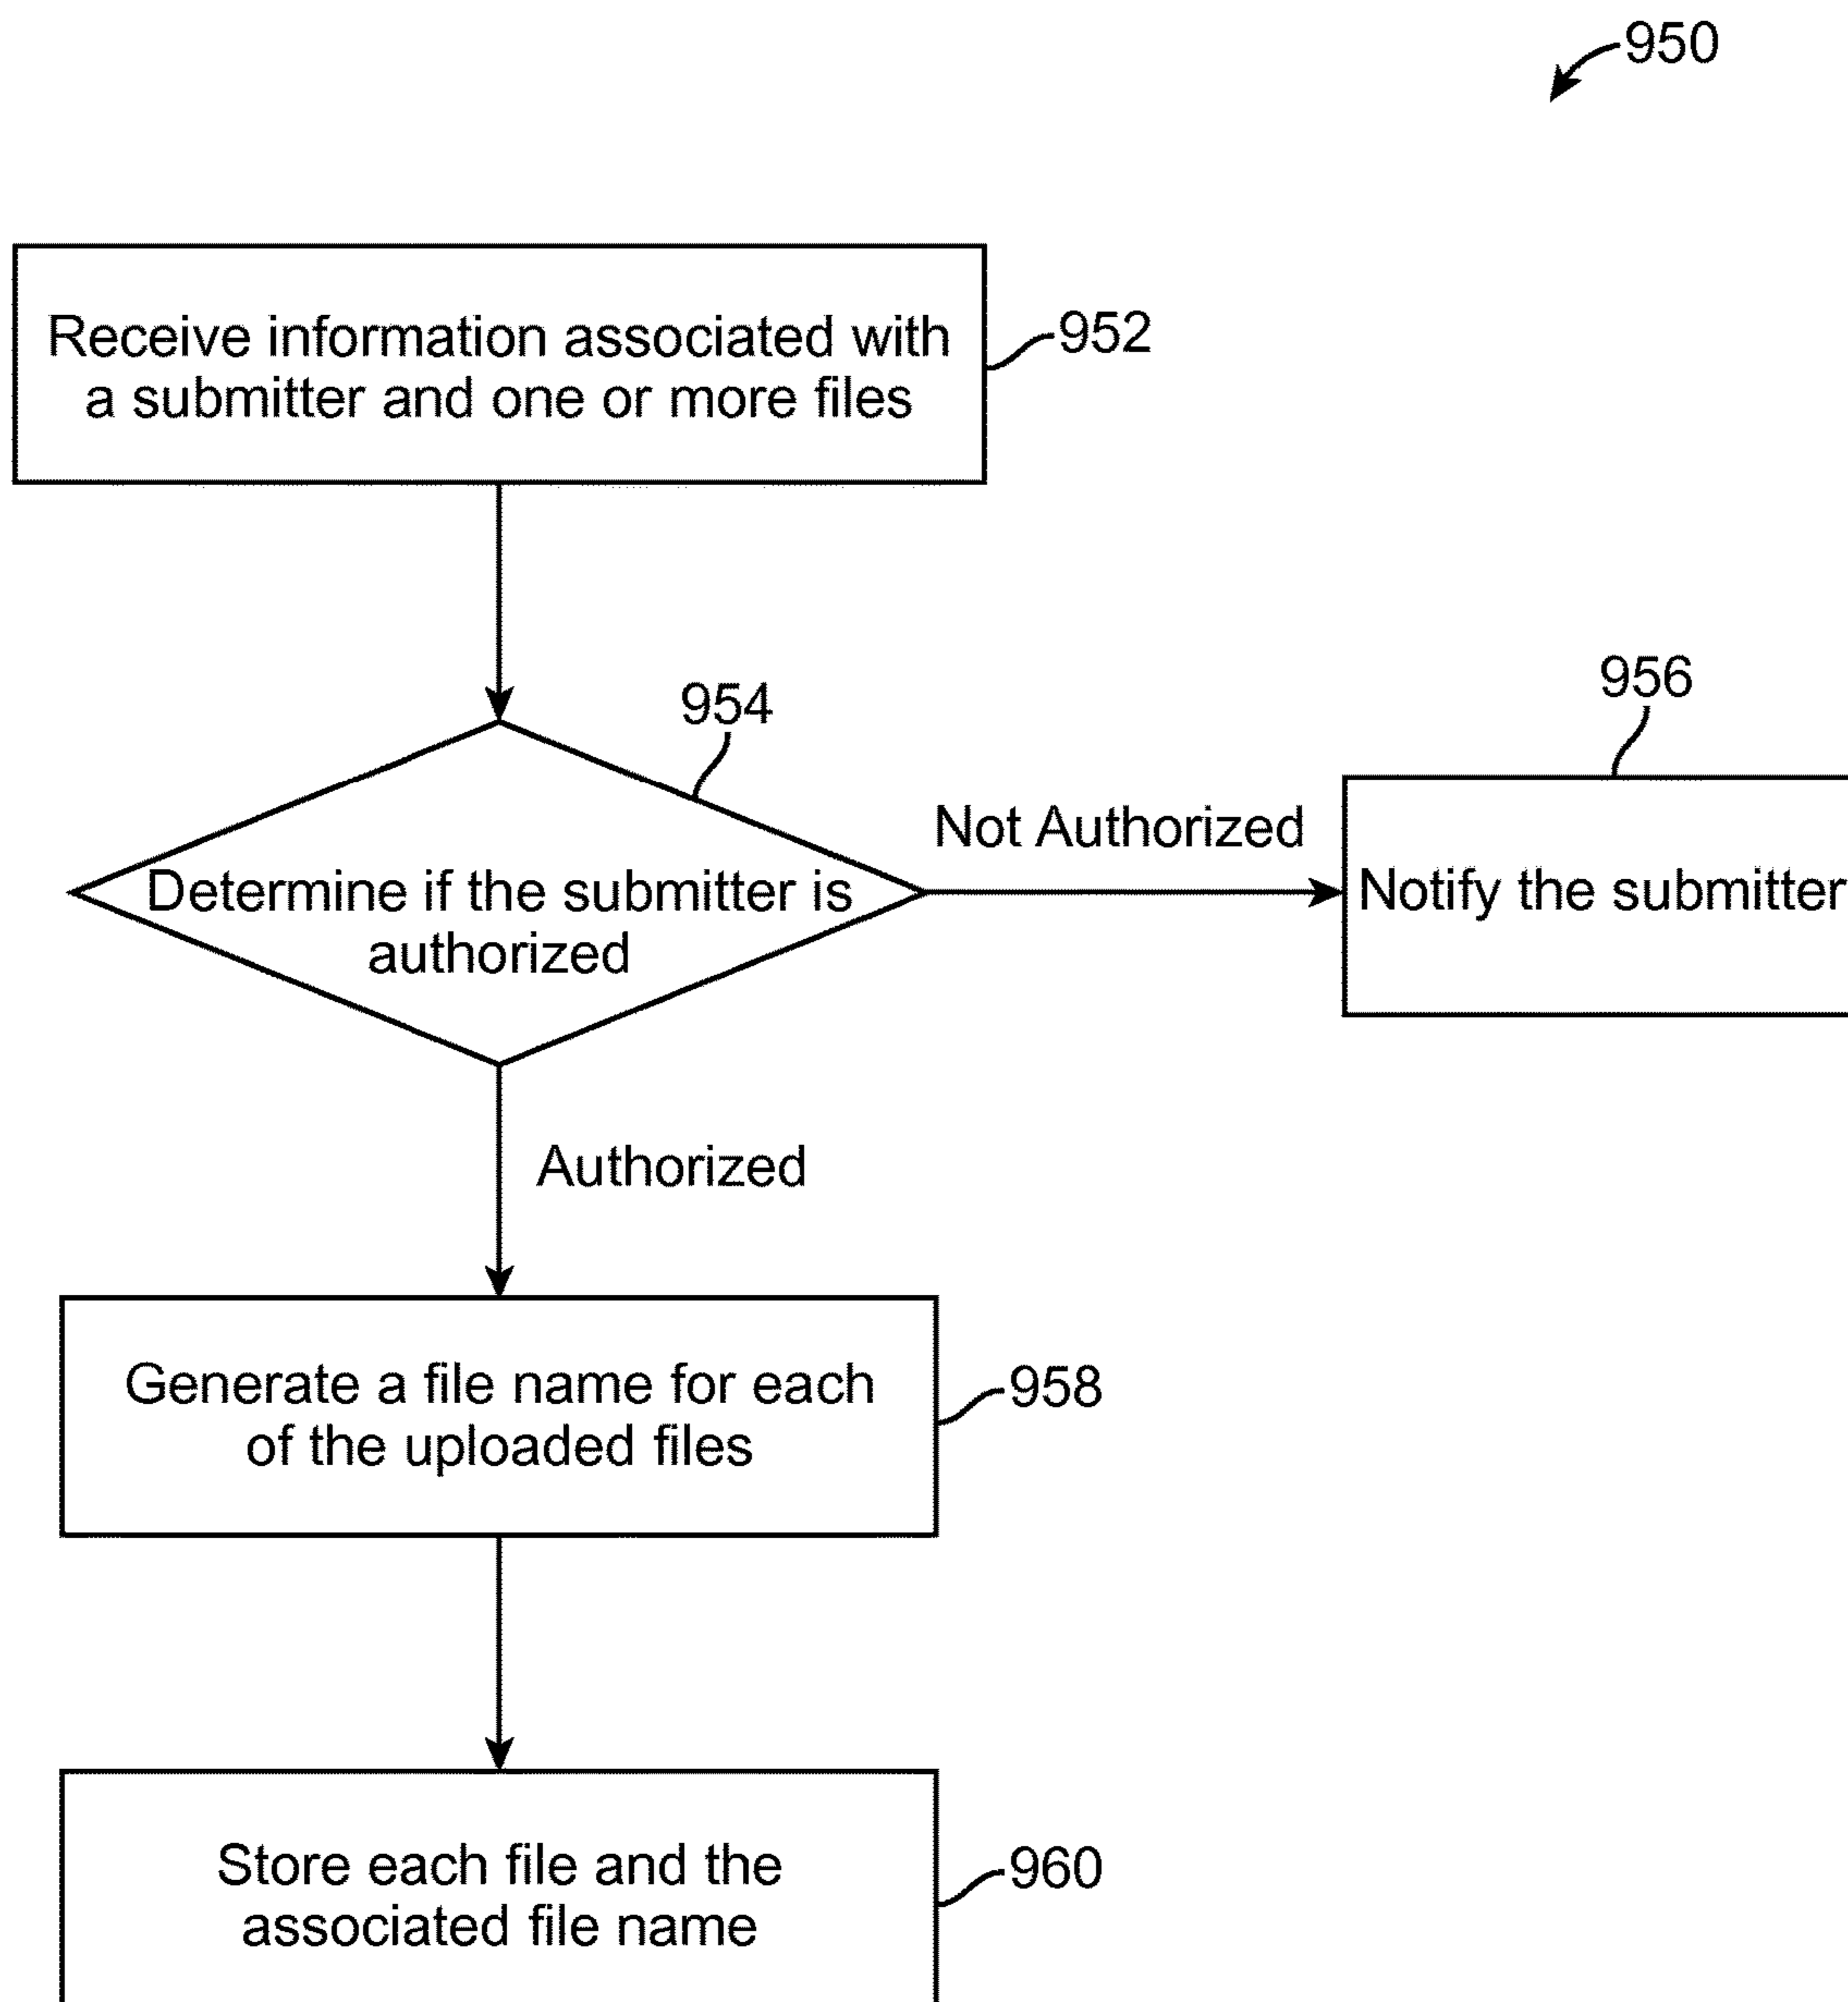 950
Receive information associated with
a submitter and one or more files
952
954
Determine if the submitter is
authorized
Not Authorized
956
Notify the submitter
Authorized
Generate a file name for each
of the uploaded files
958
Store each file and the
associated file name
960